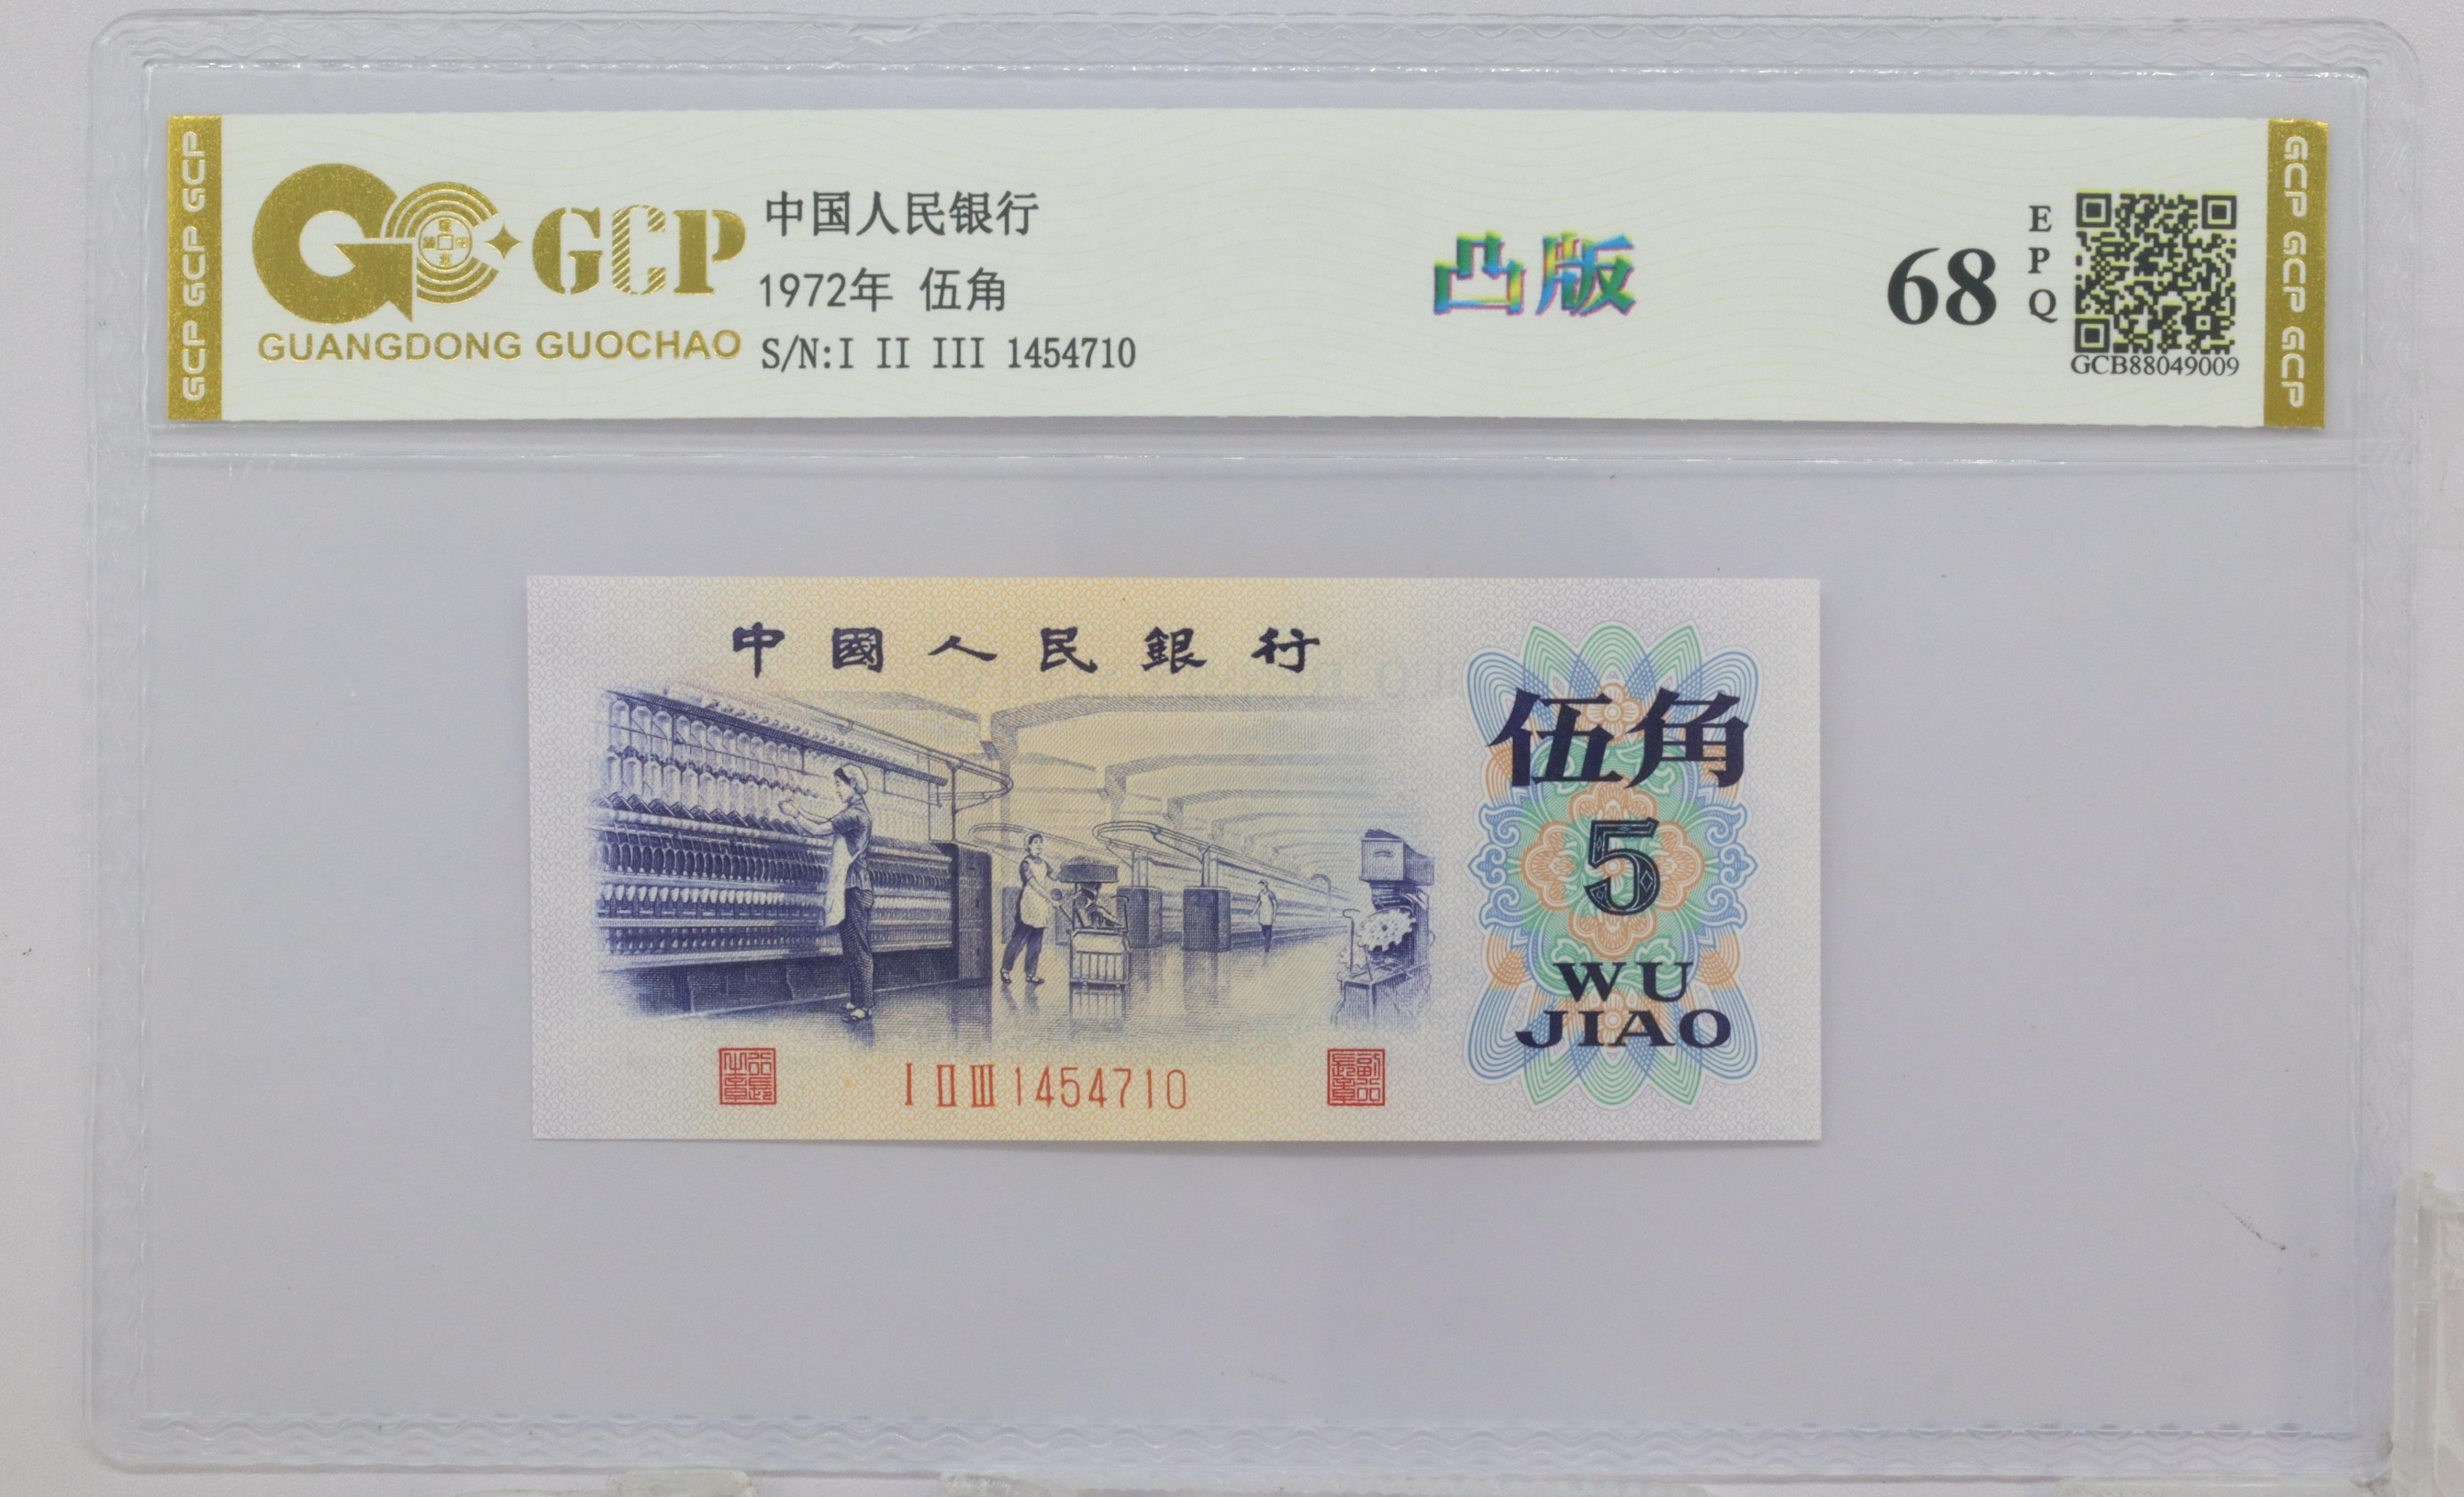 GCP GCP GCP
GCP
GUANGDONG GUOCHAO
中国人民银行
1972年 伍角
S/N:I II III 1454710
凸版
68
EPQ
GCB88049009
GCP GCP GCP
中國人民銀行
伍角
5
WU
JIAO
I II III 1454710